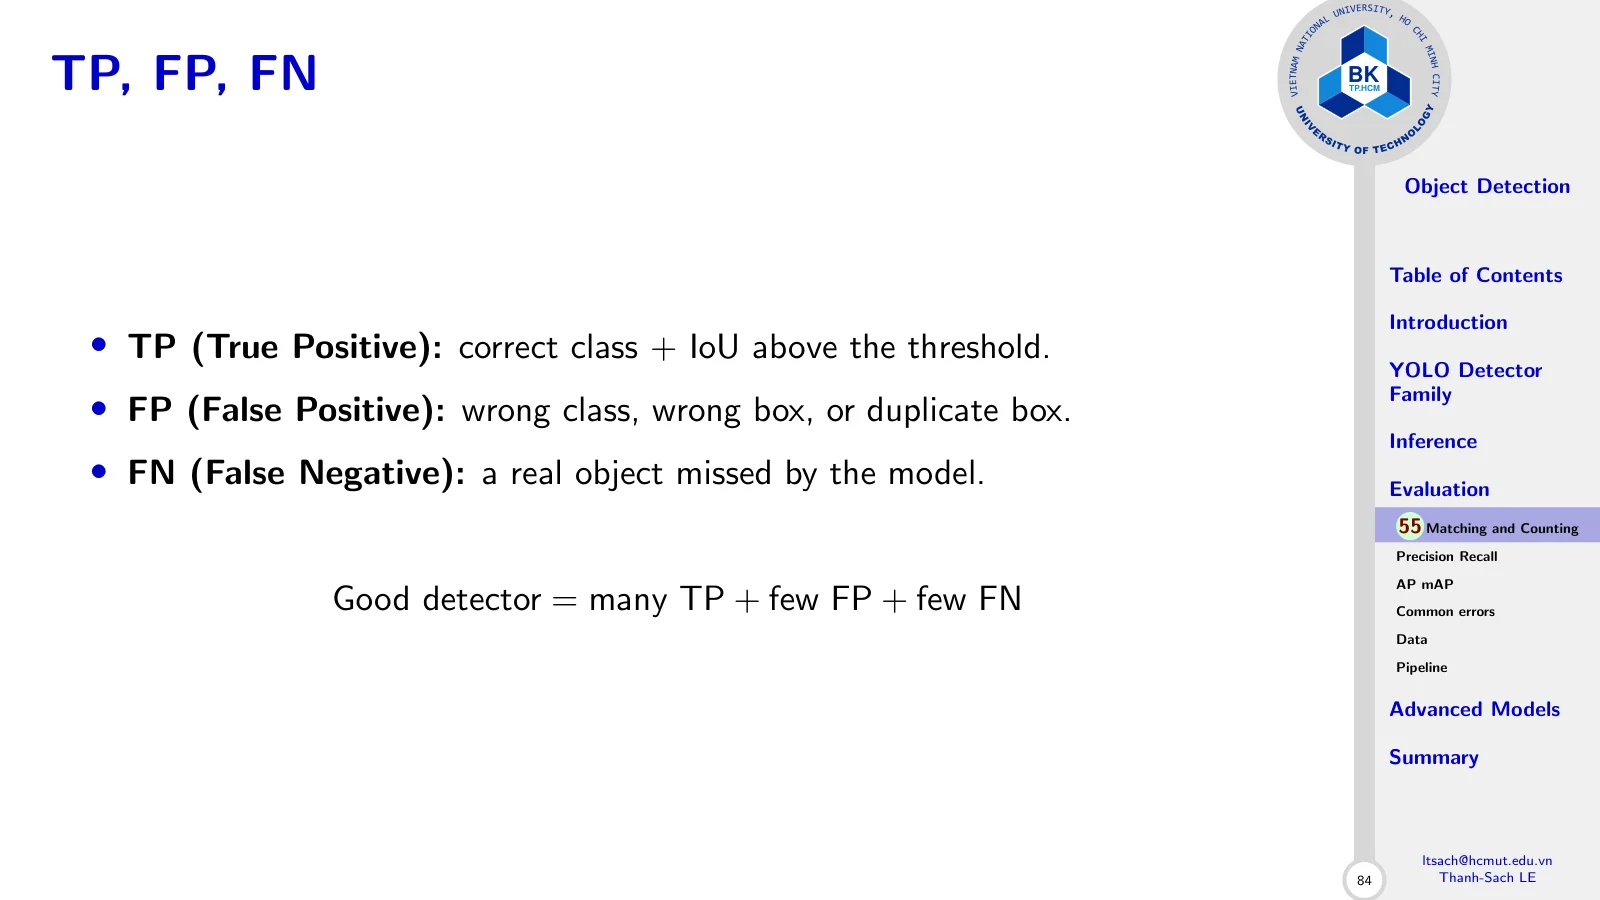 TP, FP, FN
• TP (True Positive): correct class + IoU above the threshold.
• FP (False Positive): wrong class, wrong box, or duplicate box.
• FN (False Negative): a real object missed by the model.
Good detector = many TP + few FP + few FN
VIETNAM NATIONAL UNIVERSITY, HO CHI MINH CITY
BK
TP.HCM
UNIVERSITY OF TECHNOLOGY
Object Detection
Table of Contents
Introduction
YOLO Detector
Family
Inference
Evaluation
55 Matching and Counting
Precision Recall
AP mAP
Common errors
Data
Pipeline
Advanced Models
Summary
ltsach@hcmut.edu.vn
Thanh-Sach LE
84